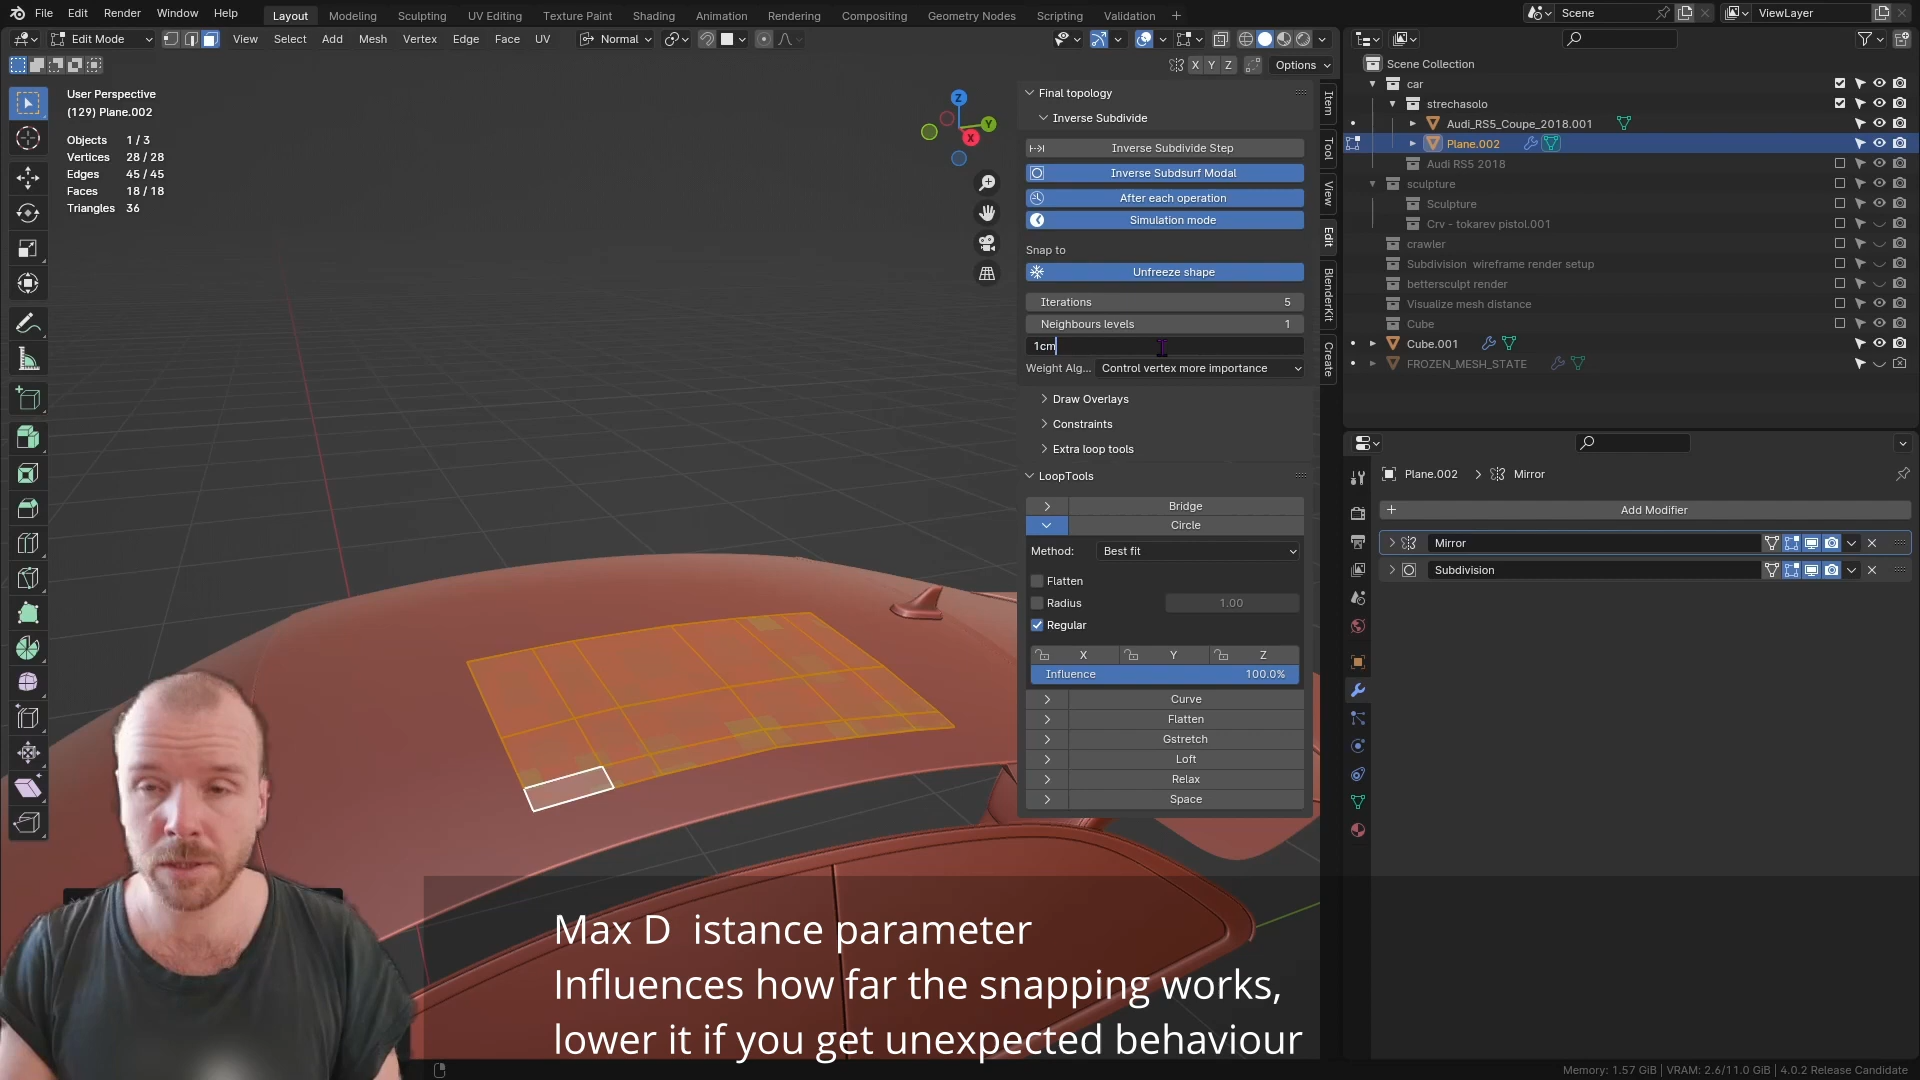 File Edit Render Window Help
Layout Modeling Sculpting UV Editing Texture Paint Shading Animation Rendering Compositing Geometry Nodes Scripting Validation +
Scene
ViewLayer
Edit Mode
View Select Add Mesh Vertex Edge Face UV
Normal
X Y Z Options
User Perspective
(129) Plane.002
Objects 1 / 3
Vertices 28 / 28
Edges 45 / 45
Faces 18 / 18
Triangles 36
Z
Y
X
Final topology
Inverse Subdivide
Inverse Subdivide Step
Inverse Subdsurf Modal
After each operation
Simulation mode
Snap to
Unfreeze shape
Iterations 5
Neighbours levels 1
1cm
Weight Alg... Control vertex more importance
Draw Overlays
Constraints
Extra loop tools
LoopTools
Bridge
Circle
Method: Best fit
Flatten
Radius 1.00
Regular
X Y Z
Influence 100.0%
Curve
Flatten
Gstretch
Loft
Relax
Space
Item
Tool
View
Edit
BlenderKit
Create
Scene Collection
car
strechasolo
Audi_RS5_Coupe_2018.001
Plane.002
Audi RS5 2018
sculpture
Sculpture
Crv - tokarev pistol.001
crawler
Subdivision wireframe render setup
bettersculpt render
Visualize mesh distance
Cube
Cube.001
FROZEN_MESH_STATE
Plane.002 > Mirror
+ Add Modifier
Mirror
Subdivision
Max D istance parameter
Influences how far the snapping works,
lower it if you get unexpected behaviour
Memory: 1.57 GiB | VRAM: 2.6/11.0 GiB | 4.0.2 Release Candidate